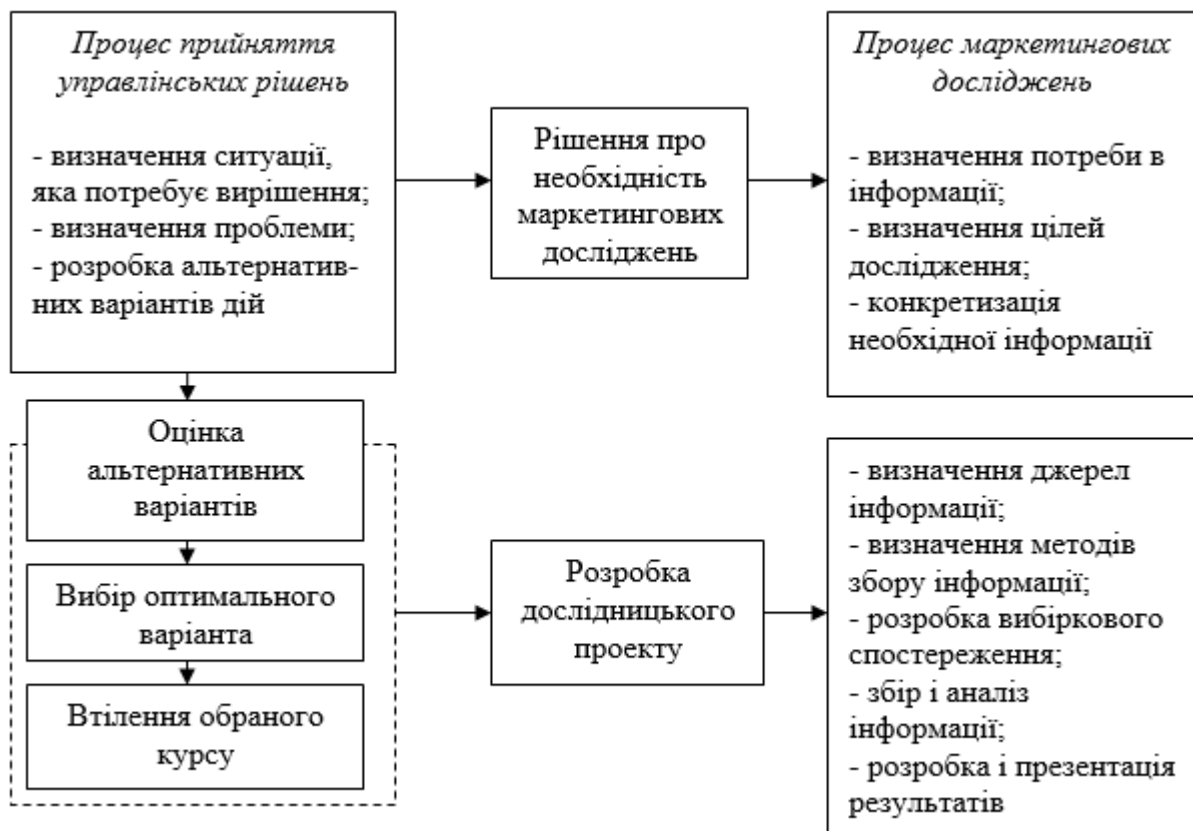 Процес прийняття
управлінських рішень
- визначення ситуації,
яка потребує вирішення;
- визначення проблеми;
- розробка альтернатив-
них варіантів дій
Рішення про
необхідність
маркетингових
досліджень
Процес маркетингових
досліджень
- визначення потреби в
інформації;
- визначення цілей
дослідження;
- конкретизація
необхідної інформації
Оцінка
альтернативних
варіантів
Вибір оптимального
варіанта
Втілення обраного
курсу
Розробка
дослідницького
проекту
- визначення джерел
інформації;
- визначення методів
збору інформації;
- розробка вибіркового
спостереження;
- збір і аналіз
інформації;
- розробка і презентація
результатів